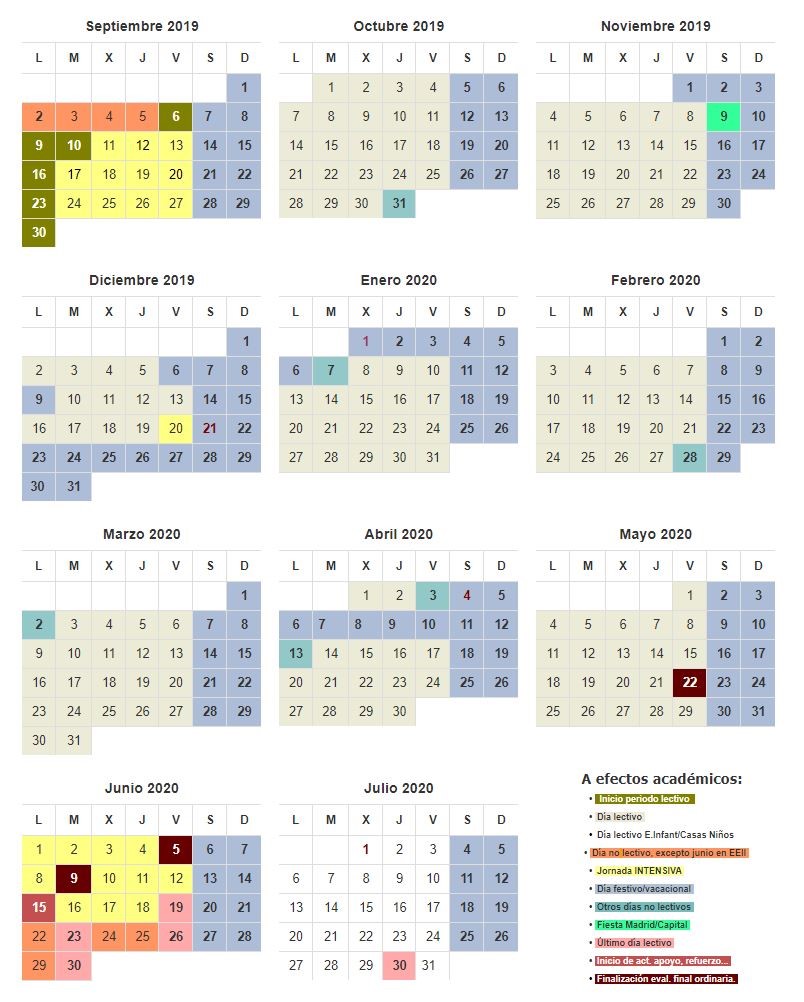 Septiembre 2019 Octubre 2019 Noviembre 2019
L M X J V S D L M X J V S D L M X J V S D
1 1 2 3 4 5 6 1 2 3
2 3 4 5 6 7 8 7 8 9 10 11 12 13 4 5 6 7 8 9 10
9 10 11 12 13 14 15 14 15 16 17 18 19 20 11 12 13 14 15 16 17
16 17 18 19 20 21 22 21 22 23 24 25 26 27 18 19 20 21 22 23 24
23 24 25 26 27 28 29 28 29 30 31 25 26 27 28 29 30
30
Diciembre 2019 Enero 2020 Febrero 2020
L M X J V S D L M X J V S D L M X J V S D
1 1 2 3 4 5 1 2
2 3 4 5 6 7 8 6 7 8 9 10 11 12 3 4 5 6 7 8 9
9 10 11 12 13 14 15 13 14 15 16 17 18 19 10 11 12 13 14 15 16
16 17 18 19 20 21 22 20 21 22 23 24 25 26 17 18 19 20 21 22 23
23 24 25 26 27 28 29 27 28 29 30 31 24 25 26 27 28 29
30 31
Marzo 2020 Abril 2020 Mayo 2020
L M X J V S D L M X J V S D L M X J V S D
1 1 2 3 4 5 1 2 3
2 3 4 5 6 7 8 6 7 8 9 10 11 12 4 5 6 7 8 9 10
9 10 11 12 13 14 15 13 14 15 16 17 18 19 11 12 13 14 15 16 17
16 17 18 19 20 21 22 20 21 22 23 24 25 26 18 19 20 21 22 23 24
23 24 25 26 27 28 29 27 28 29 30 25 26 27 28 29 30 31
30 31
Junio 2020 Julio 2020
L M X J V S D L M X J V S D
1 2 3 4 5 6 7 1 2 3 4 5
8 9 10 11 12 13 14 6 7 8 9 10 11 12
15 16 17 18 19 20 21 13 14 15 16 17 18 19
22 23 24 25 26 27 28 20 21 22 23 24 25 26
29 30 27 28 29 30 31
A efectos académicos:
• Inicio periodo lectivo
• Día lectivo
• Día lectivo E.Infant/Casas Niños
• Día no lectivo, excepto junio en EEII
• Jornada INTENSIVA
• Día festivo/vacacional
• Otros días no lectivos
• Fiesta Madrid/Capital
• Último día lectivo
• Inicio de act. apoyo, refuerzo...
• Finalización eval. final ordinaria.